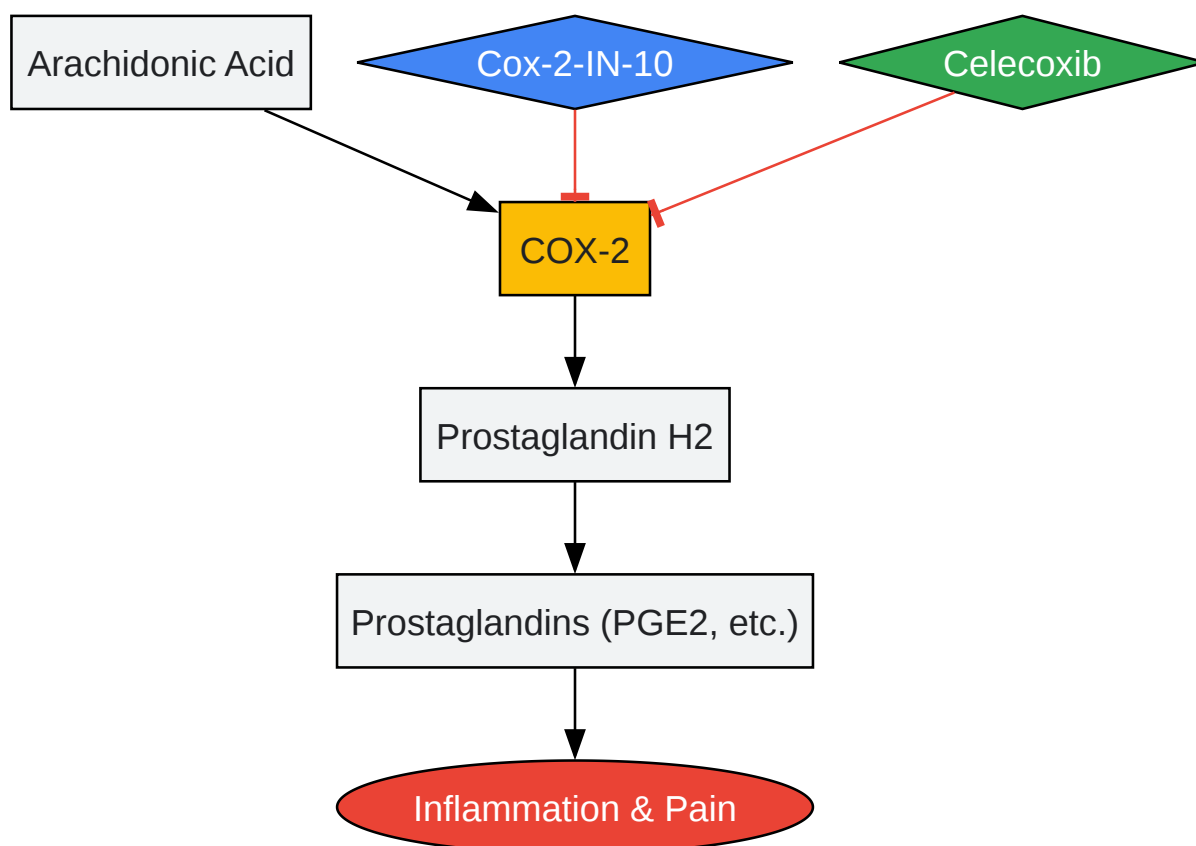 Arachidonic Acid
Cox-2-IN-10
Celecoxib
COX-2
Prostaglandin H2
Prostaglandins (PGE2, etc.)
Inflammation & Pain